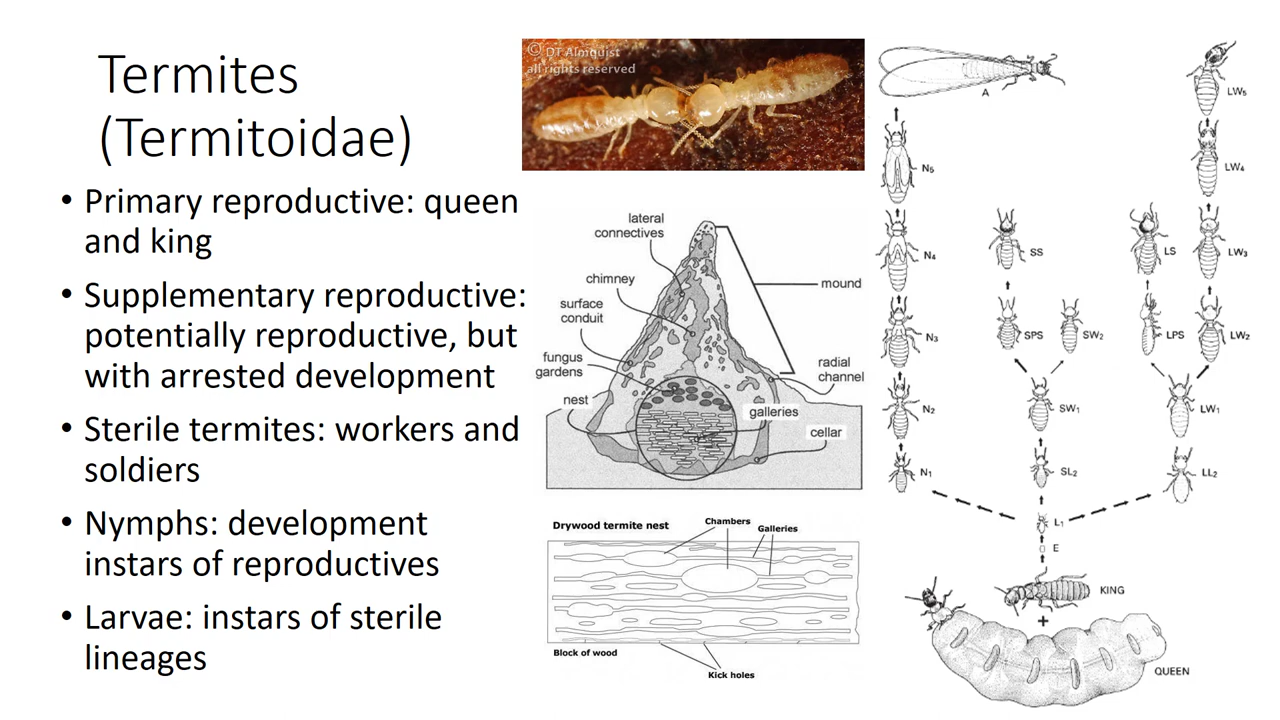 Termites
(Termitoidae)
• Primary reproductive: queen
and king
• Supplementary reproductive:
potentially reproductive, but
with arrested development
• Sterile termites: workers and
soldiers
• Nymphs: development
instars of reproductives
• Larvae: instars of sterile
lineages
© DT Almquist
all rights reserved
lateral
connectives
chimney
surface
conduit
fungus
gardens
nest
mound
radial
channel
galleries
cellar
Drywood termite nest
Chambers
Galleries
Block of wood
Kick holes
A
LW5
N5
LW4
N4
SS
LS
LW3
N3
SPS
SW2
LPS
LW2
N2
SW1
LW1
N1
SL2
LL2
L1
E
KING
+
QUEEN